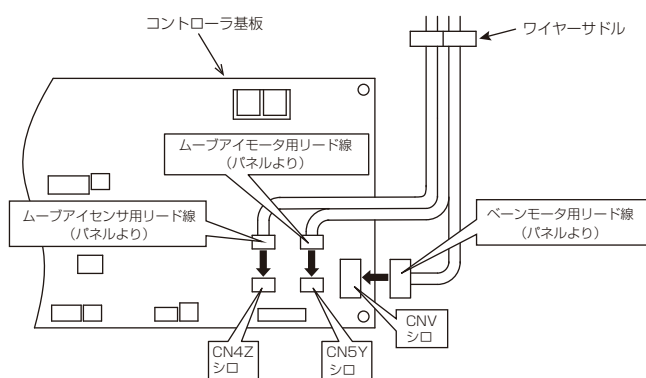 コントローラ基板
ワイヤーサドル
ムーブアイモータ用リード線
(パネルより)
ムーブアイセンサ用リード線
(パネルより)
ベーンモータ用リード線
(パネルより)
CN4Z
シロ
CN5Y
シロ
CNV
シロ